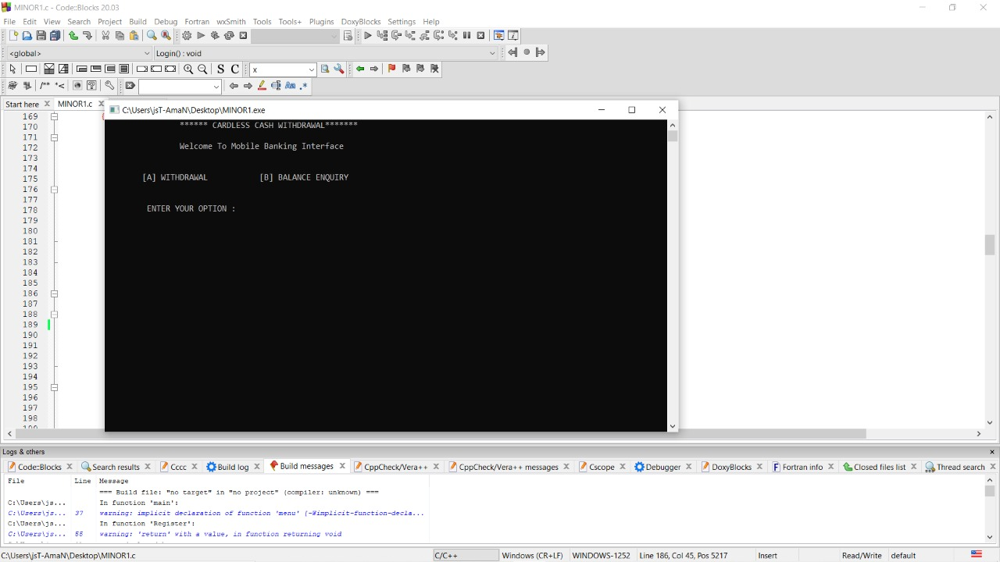 MINOR1.c - Code::Blocks 20.03
File Edit View Search Project Build Debug Fortran wxSmith Tools Tools+ Plugins DoxyBlocks Settings Help
<global> Login() : void
S C x
/** *<
Aa .*
Start here MINOR1.c
C:\Users\jsT-AmaN\Desktop\MINOR1.exe
****** CARDLESS CASH WITHDRAWAL*******
Welcome To Mobile Banking Interface
[A] WITHDRAWAL [B] BALANCE ENQUIRY
ENTER YOUR OPTION :
169
170
171
172
173
174
175
176
177
178
179
180
181
182
183
184
185
186
187
188
189
190
191
192
193
194
195
196
197
198
199
Logs & others
Code::Blocks Search results Cccc Build log Build messages CppCheck/Vera++ CppCheck/Vera++ messages Cscope Debugger DoxyBlocks Fortran info Closed files list Thread search
File Line Message
=== Build file: "no target" in "no project" (compiler: unknown) ===
C:\Users\js... In function 'main':
C:\Users\js... 37 warning: implicit declaration of function 'menu' [-Wimplicit-function-decla...
C:\Users\js... In function 'Register':
C:\Users\js... 55 warning: 'return' with a value, in function returning void
C:\Users\jsT-AmaN\Desktop\MINOR1.c C/C++ Windows (CR+LF) WINDOWS-1252 Line 186, Col 45, Pos 5217 Insert Read/Write default